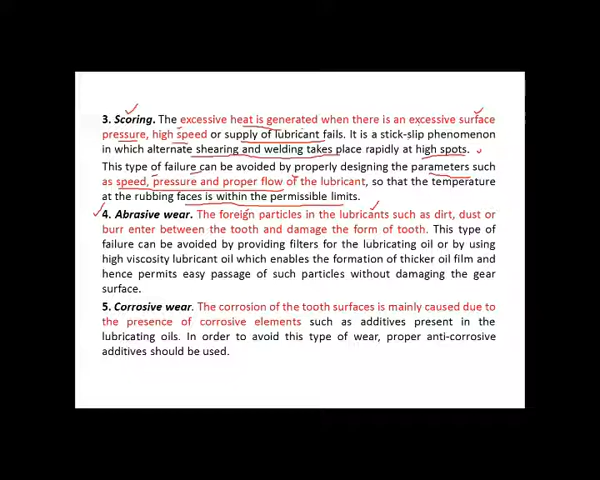 3. Scoring. The excessive heat is generated when there is an excessive surface
pressure, high speed or supply of lubricant fails. It is a stick-slip phenomenon
in which alternate shearing and welding takes place rapidly at high spots.
This type of failure can be avoided by properly designing the parameters such
as speed, pressure and proper flow of the lubricant, so that the temperature
at the rubbing faces is within the permissible limits.
4. Abrasive wear. The foreign particles in the lubricants such as dirt, dust or
burr enter between the tooth and damage the form of tooth. This type of
failure can be avoided by providing filters for the lubricating oil or by using
high viscosity lubricant oil which enables the formation of thicker oil film and
hence permits easy passage of such particles without damaging the gear
surface.
5. Corrosive wear. The corrosion of the tooth surfaces is mainly caused due to
the presence of corrosive elements such as additives present in the
lubricating oils. In order to avoid this type of wear, proper anti-corrosive
additives should be used.